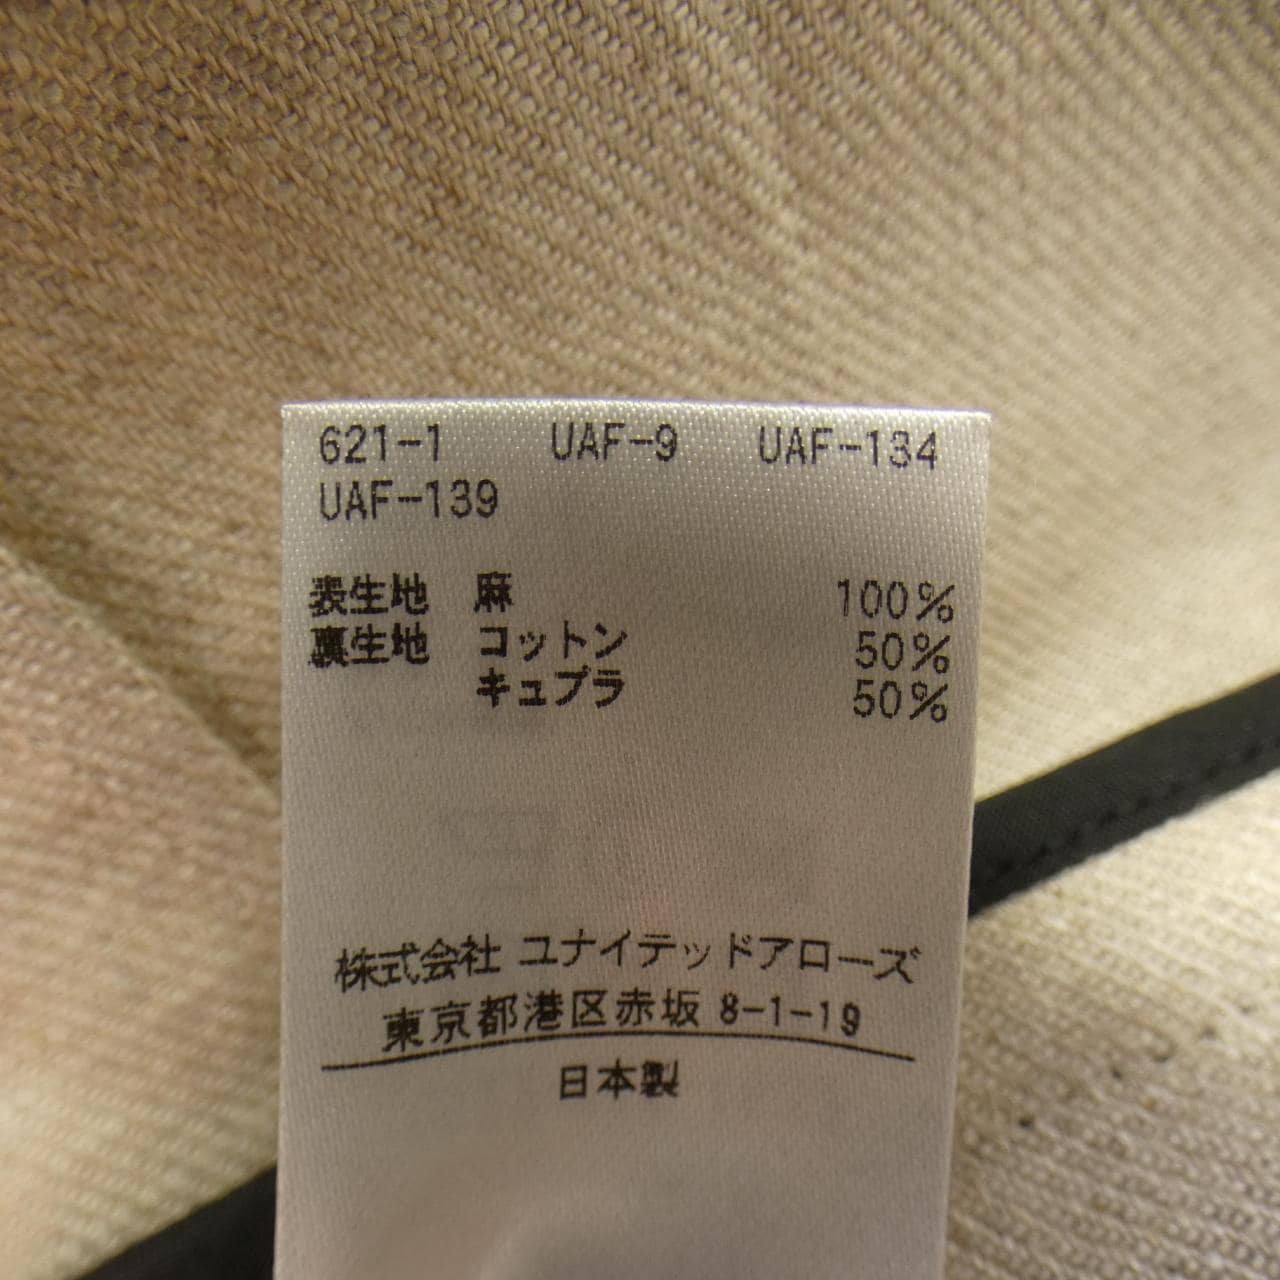 621-1 UAF-9 UAF-134
UAF-139
表生地 麻 100%
裏生地 コットン 50%
キュプラ 50%
株式会社 ユナイテッドアローズ
東京都港区赤坂 8-1-19
日本製